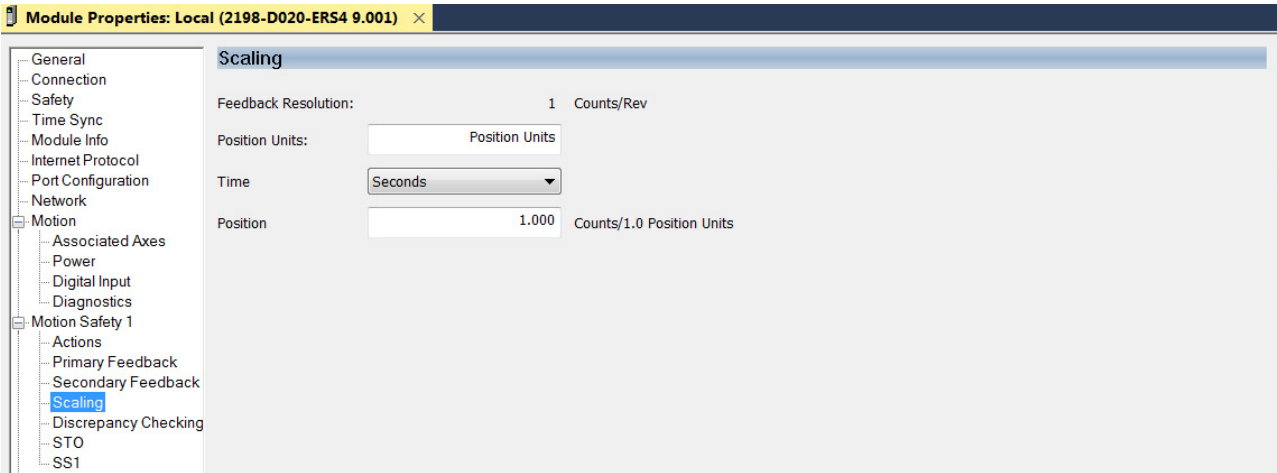 Module Properties: Local (2198-D020-ERS4 9.001) ×
General
Connection
Safety
Time Sync
Module Info
Internet Protocol
Port Configuration
Network
Motion
Associated Axes
Power
Digital Input
Diagnostics
Motion Safety 1
Actions
Primary Feedback
Secondary Feedback
Scaling
Discrepancy Checking
STO
SS1
Scaling
Feedback Resolution: 1 Counts/Rev
Position Units: Position Units
Time Seconds
Position 1.000 Counts/1.0 Position Units